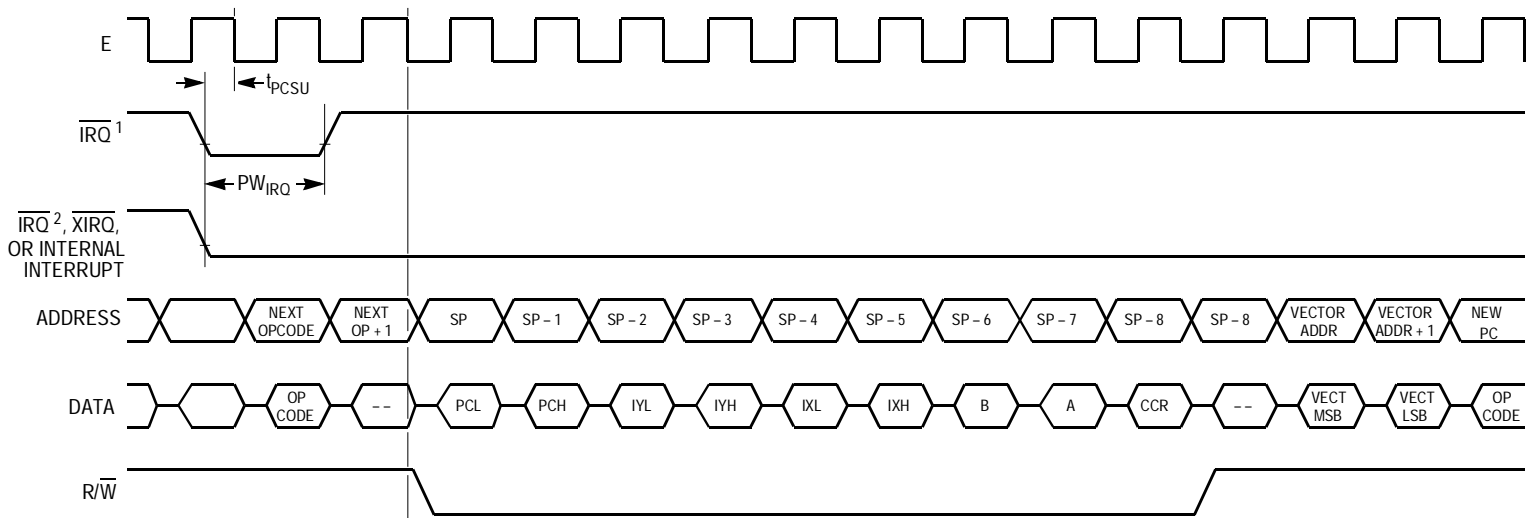 E
tPCSU
IRQ 1
PWIRQ
IRQ 2, XIRQ,
OR INTERNAL
INTERRUPT
ADDRESS
NEXT
OPCODE
NEXT
OP + 1
SP
SP – 1
SP – 2
SP – 3
SP – 4
SP – 5
SP – 6
SP – 7
SP – 8
SP – 8
VECTOR
ADDR
VECTOR
ADDR + 1
NEW
PC
DATA
OP
CODE
– –
PCL
PCH
IYL
IYH
IXL
IXH
B
A
CCR
– –
VECT
MSB
VECT
LSB
OP
CODE
R/W